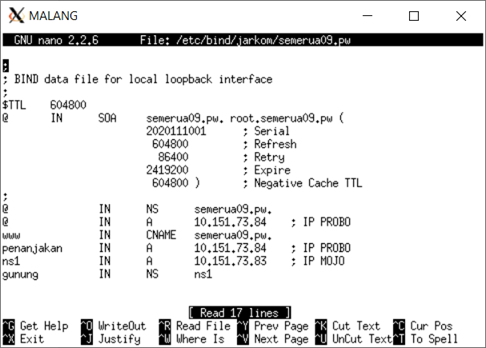 MALANG
GNU nano 2.2.6 File: /etc/bind/jarkom/semerua09.pw
;
; BIND data file for local loopback interface
;
$TTL 604800
@ IN SOA semerua09.pw. root.semerua09.pw (
2020111001 ; Serial
604800 ; Refresh
86400 ; Retry
2419200 ; Expire
604800 ) ; Negative Cache TTL
;
@ IN NS semerua09.pw.
@ IN A 10.151.73.84 ; IP PROBO
www IN CNAME semerua09.pw.
penanjakan IN A 10.151.73.84 ; IP PROBO
ns1 IN A 10.151.73.83 ; IP MOJO
gunung IN NS ns1
[ Read 17 lines ]
^G Get Help ^O WriteOut ^R Read File ^Y Prev Page ^K Cut Text ^C Cur Pos
^X Exit ^J Justify ^W Where Is ^V Next Page ^U UnCut Text ^T To Spell